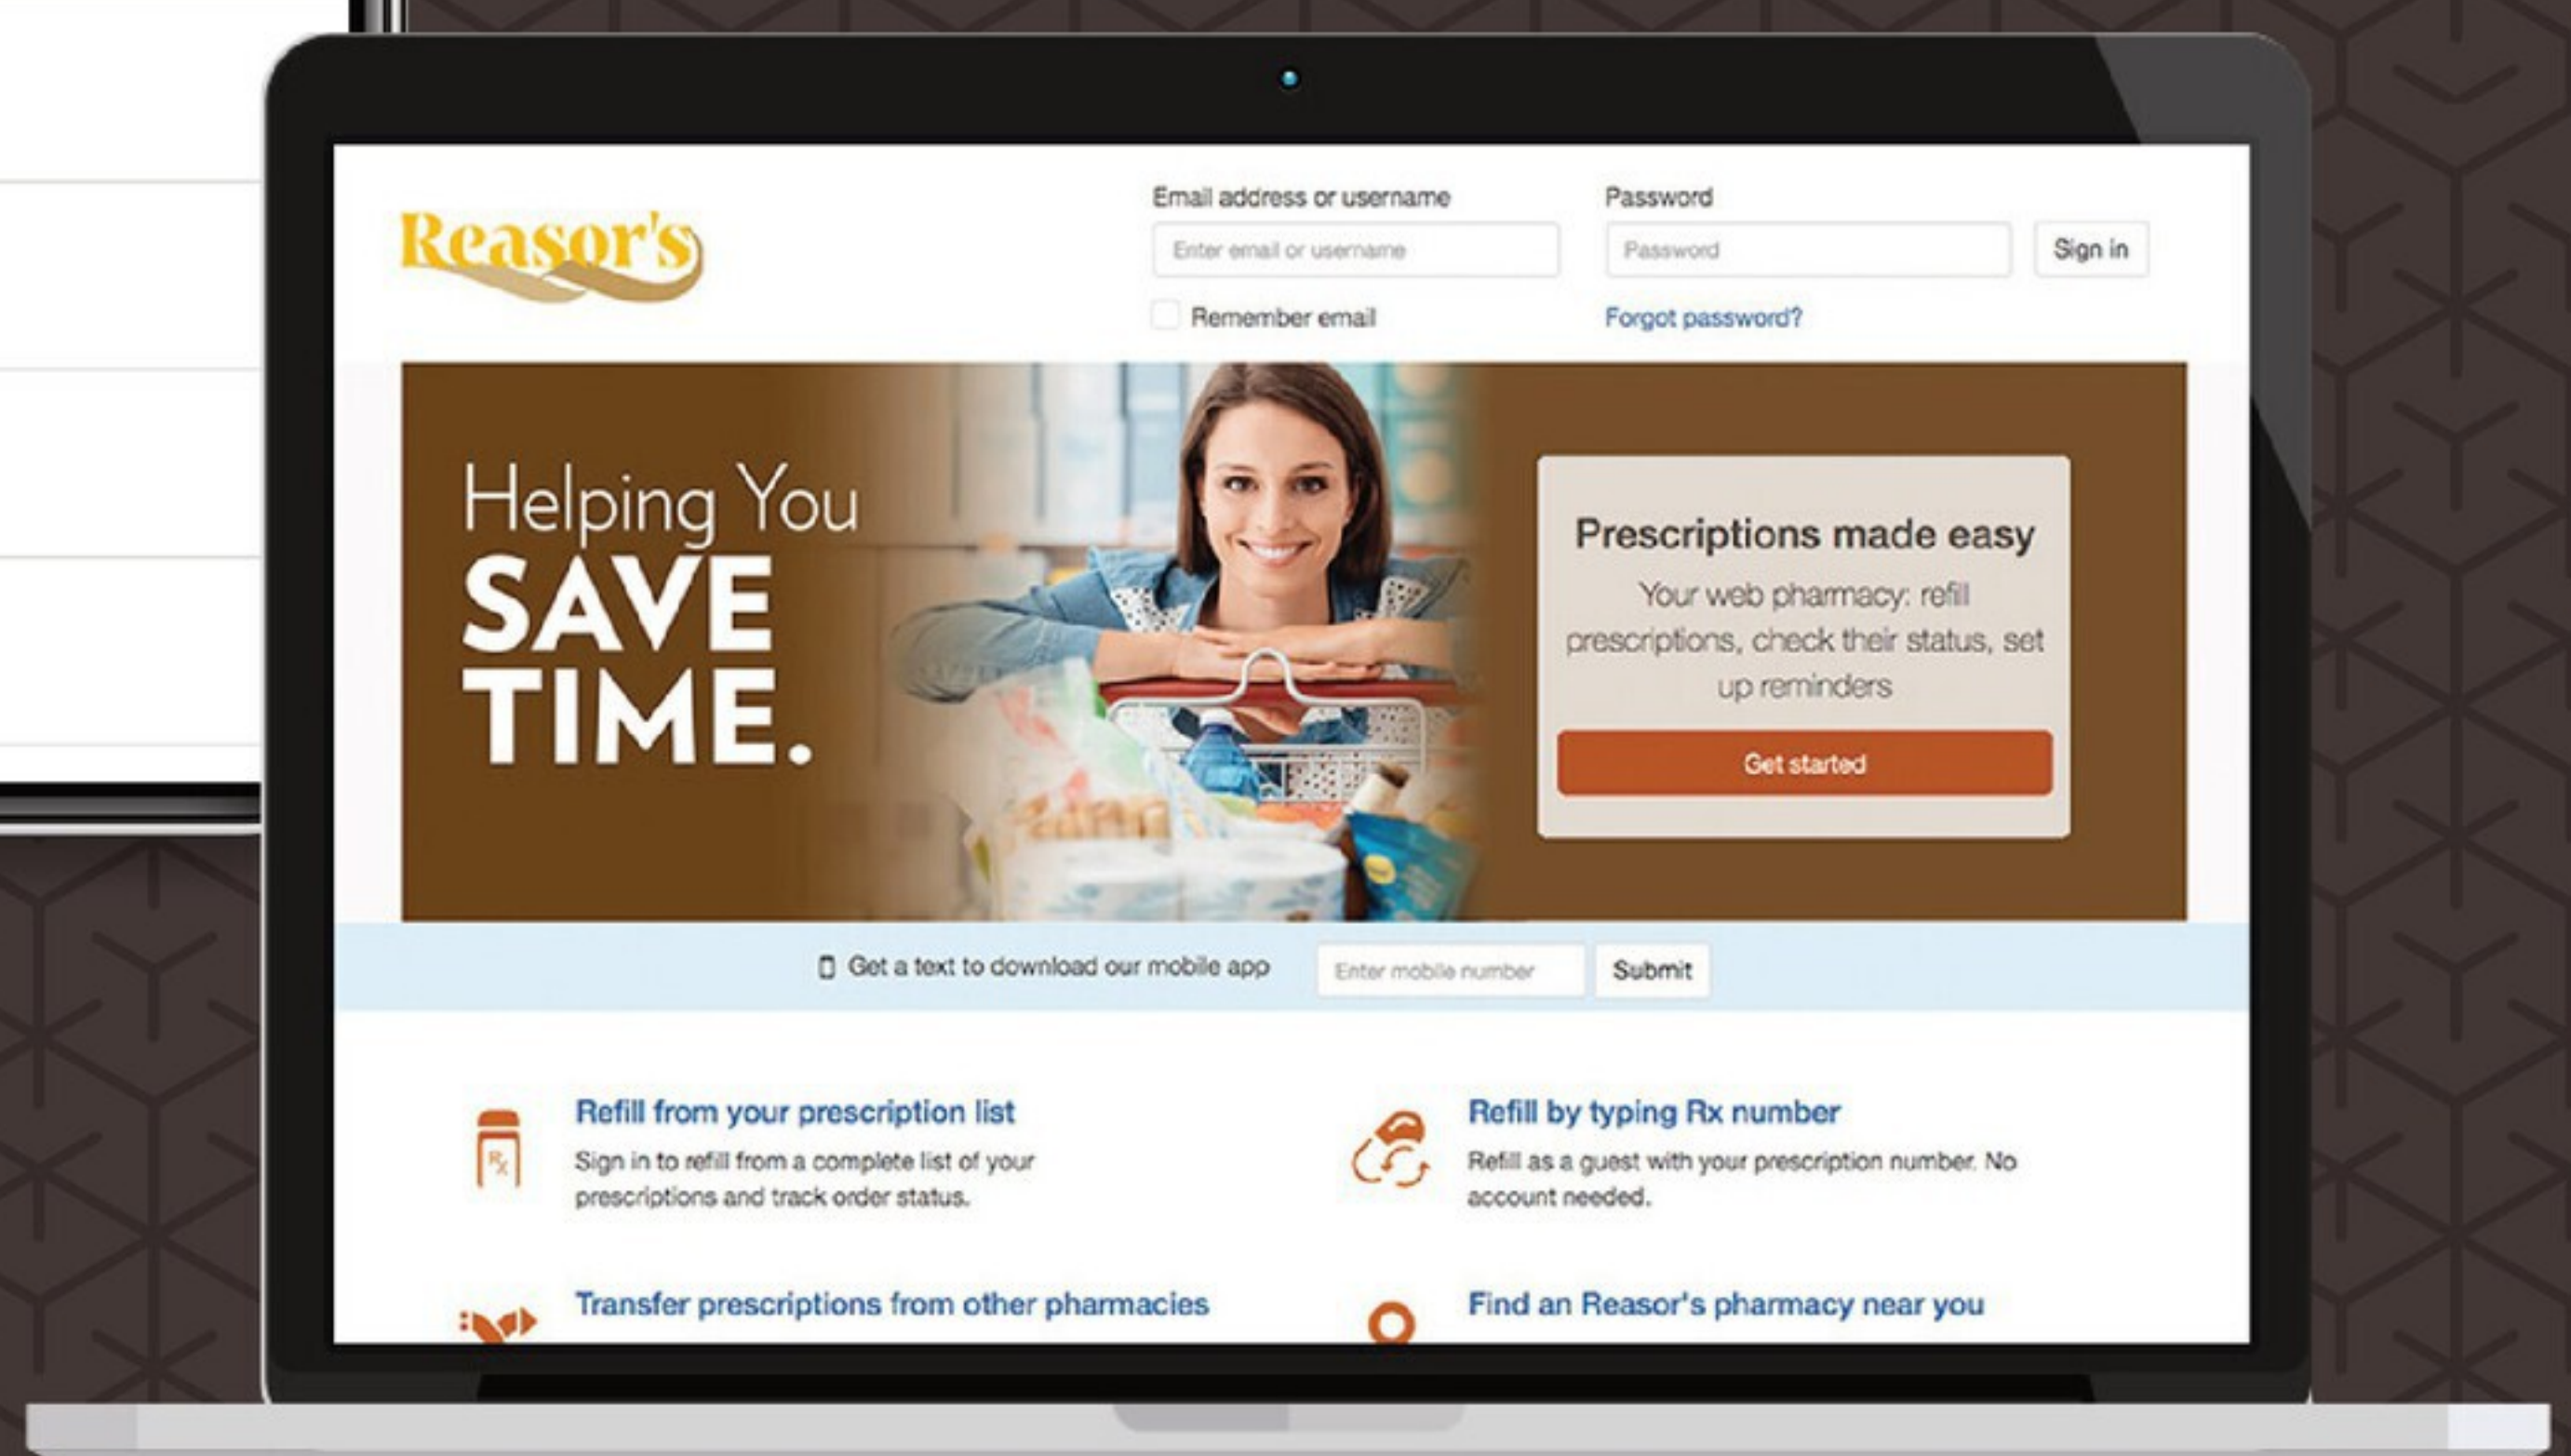 Reasor's
Email address or username
Password
Enter email or username
Password
Sign in
Remember email
Forgot password?
Helping You
SAVE
TIME.
Prescriptions made easy
Your web pharmacy: refill
prescriptions, check their status, set
up reminders
Get started
Get a text to download our mobile app
Enter mobile number
Submit
Refill from your prescription list
Sign in to refill from a complete list of your
prescriptions and track order status.
Refill by typing Rx number
Refill as a guest with your prescription number. No
account needed.
Rx
Transfer prescriptions from other pharmacies
Find an Reasor's pharmacy near you